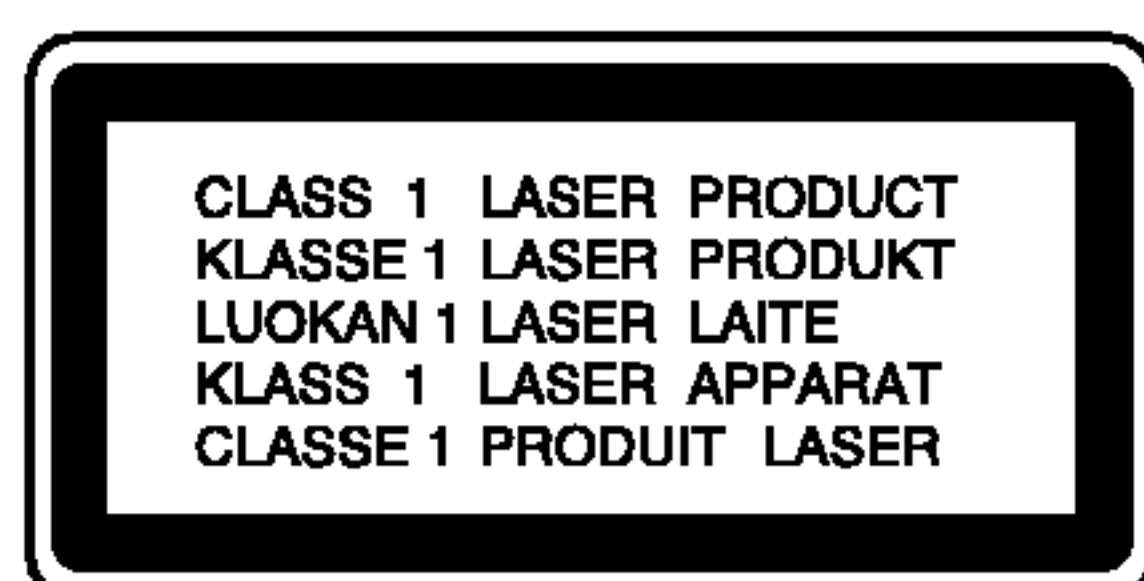 CLASS 1 LASER PRODUCT
KLASSE 1 LASER PRODUKT
LUOKAN 1 LASER LAITE
KLASS 1 LASER APPARAT
CLASSE 1 PRODUIT LASER